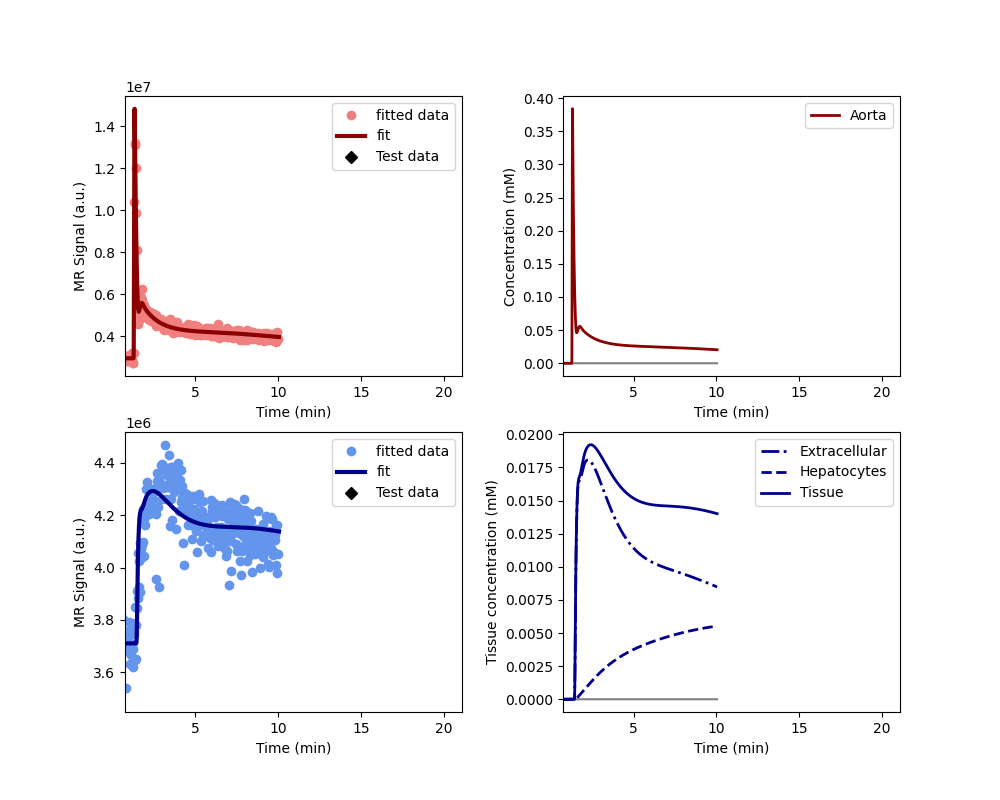 1e7
MR Signal (a.u.)
1.4
1.2
1.0
0.8
0.6
0.4
5
10
15
20
Time (min)
fitted data
fit
Test data
Concentration (mM)
0.40
0.35
0.30
0.25
0.20
0.15
0.10
0.05
0.00
5
10
15
20
Time (min)
Aorta
1e6
MR Signal (a.u.)
4.4
4.2
4.0
3.8
3.6
5
10
15
20
Time (min)
fitted data
fit
Test data
Tissue concentration (mM)
0.0200
0.0175
0.0150
0.0125
0.0100
0.0075
0.0050
0.0025
0.0000
5
10
15
20
Time (min)
Extracellular
Hepatocytes
Tissue